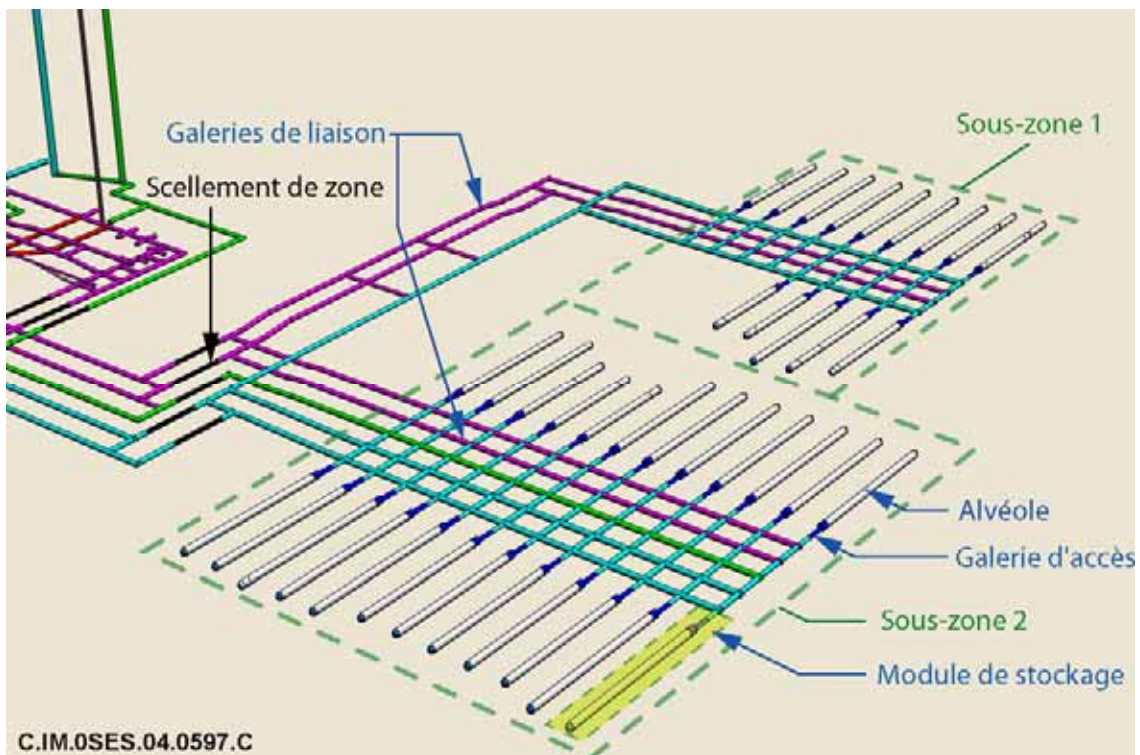 Sous-zone 1
Galeries de liaison
Scellement de zone
Alvéole
Galerie d'accès
Sous-zone 2
Module de stockage
C.IM.0SES.04.0597.C